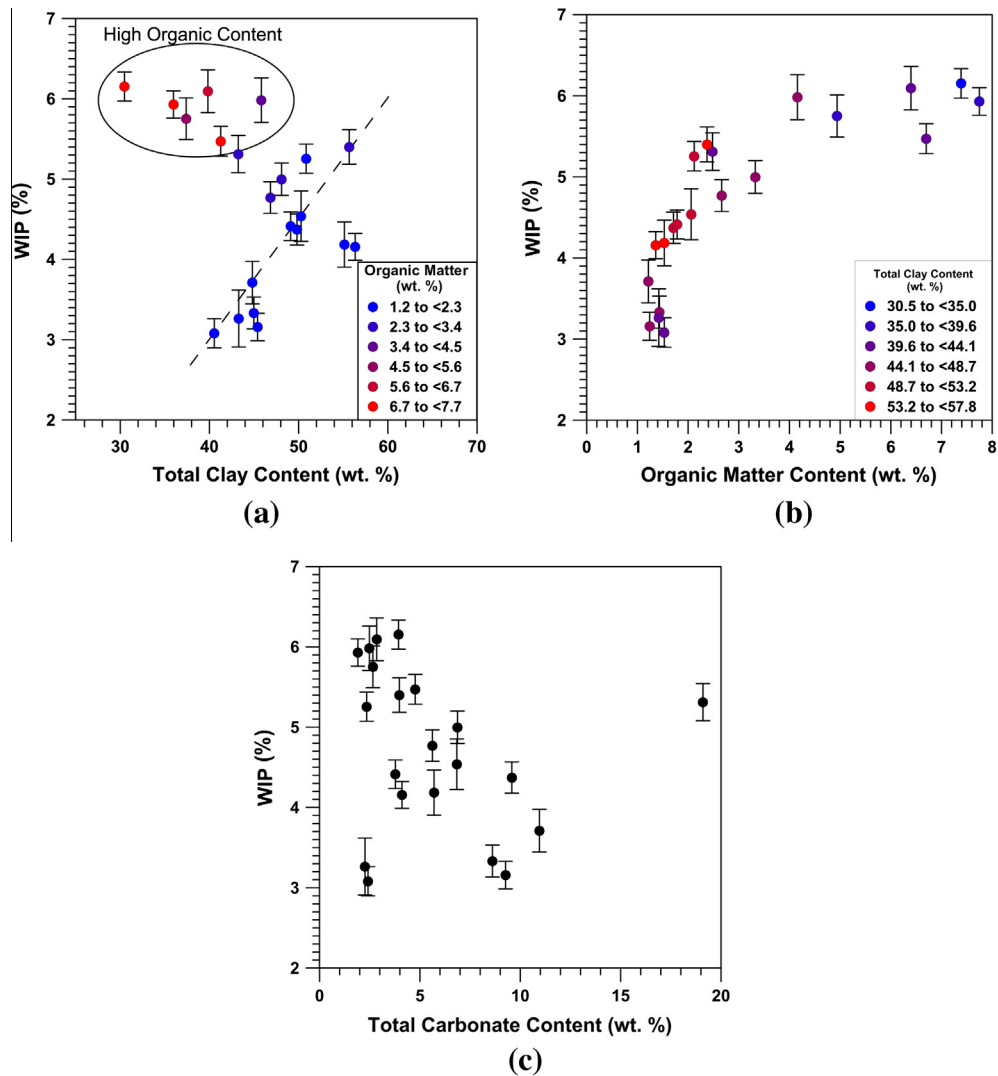 High Organic Content
7
6
5
4
3
2
WIP (%)
Organic Matter
(wt. %)
1.2 to <2.3
2.3 to <3.4
3.4 to <4.5
4.5 to <5.6
5.6 to <6.7
6.7 to <7.7
30 40 50 60 70
Total Clay Content (wt. %)
(a)
7
6
5
4
3
2
WIP (%)
Total Clay Content
(wt. %)
30.5 to <35.0
35.0 to <39.6
39.6 to <44.1
44.1 to <48.7
48.7 to <53.2
53.2 to <57.8
0 1 2 3 4 5 6 7 8
Organic Matter Content (wt. %)
(b)
7
6
5
4
3
2
WIP (%)
0 5 10 15 20
Total Carbonate Content (wt. %)
(c)